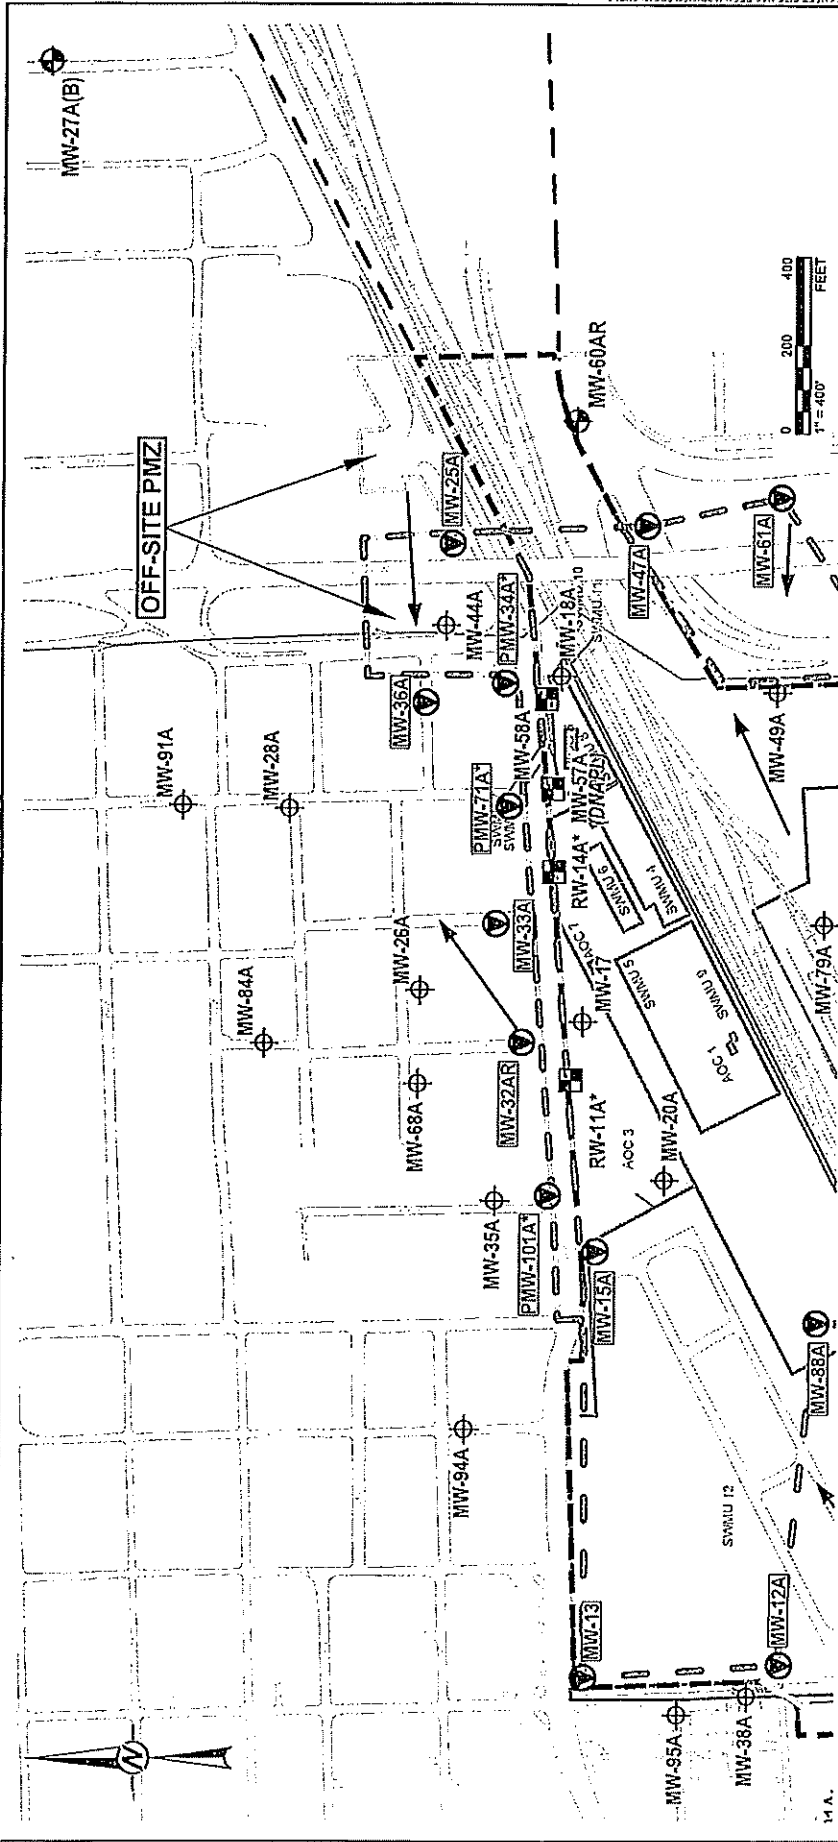 MW-27A(B)
OFF-SITE PMZ
MW-60AR
0 200 400
FEET
1" = 400'
MW-25A
MW-44A
PMW-34A*
MW-18A
MW-47A
MW-61A
MW-36A
MW-58A
MW-49A
MW-91A
MW-28A
PMW-71A*
MW-57A
(DNAPL)
RW-14A*
SWMU 6
SWMU 4
MW-33A
MW-26A
AOC 7
MW-17
SWMU 5
SWMU 9
AOC 1
MW-79A
MW-84A
MW-32AR
MW-68A
RW-11A*
AOC 3
MW-20A
MW-35A
PMW-101A*
MW-15A
MW-88A
MW-94A
SWMU 12
MW-13
MW-12A
MW-95A
MW-38A
N